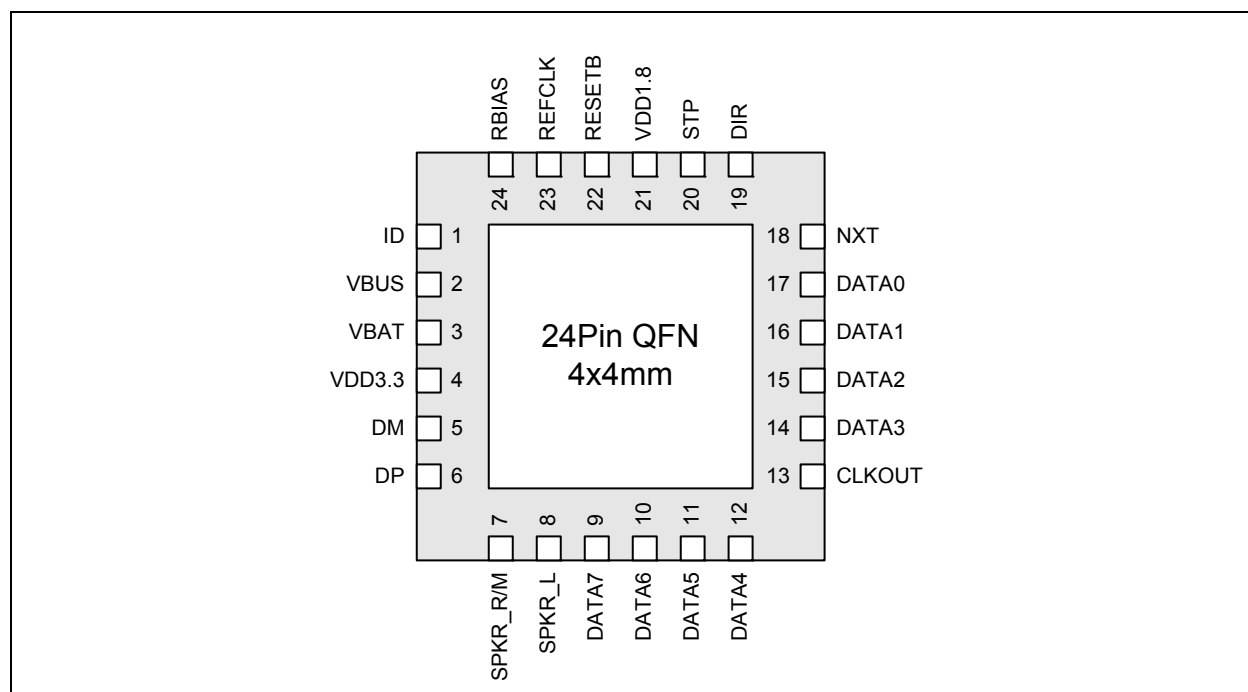 RBIAS
REFCLK
RESETB
VDD1.8
STP
DIR
24
23
22
21
20
19
ID 1
18 NXT
VBUS 2
17 DATA0
VBAT 3
16 DATA1
VDD3.3 4
15 DATA2
DM 5
14 DATA3
DP 6
13 CLKOUT
24Pin QFN
4x4mm
7
8
9
10
11
12
SPKR_R/M
SPKR_L
DATA7
DATA6
DATA5
DATA4